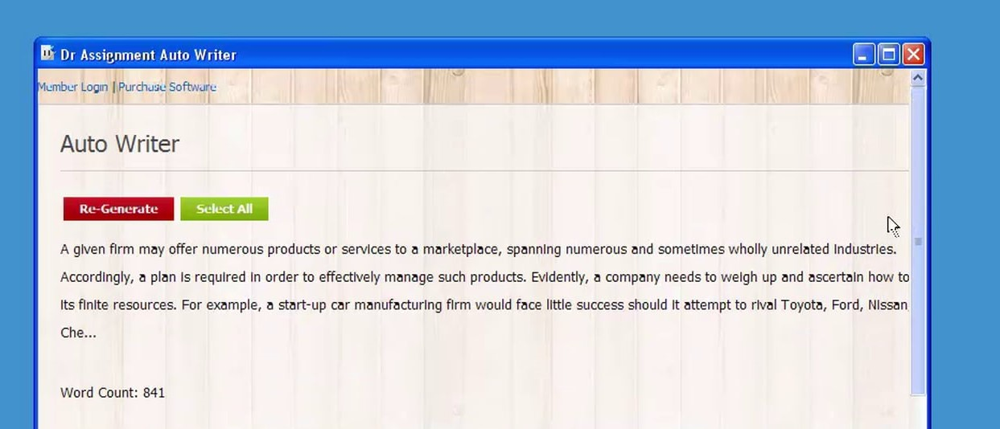 Dr Assignment Auto Writer
Member Login | Purchase Software
Auto Writer
Re-Generate Select All
A given firm may offer numerous products or services to a marketplace, spanning numerous and sometimes wholly unrelated industries.
Accordingly, a plan is required in order to effectively manage such products. Evidently, a company needs to weigh up and ascertain how to
its finite resources. For example, a start-up car manufacturing firm would face little success should it attempt to rival Toyota, Ford, Nissan
Che...
Word Count: 841